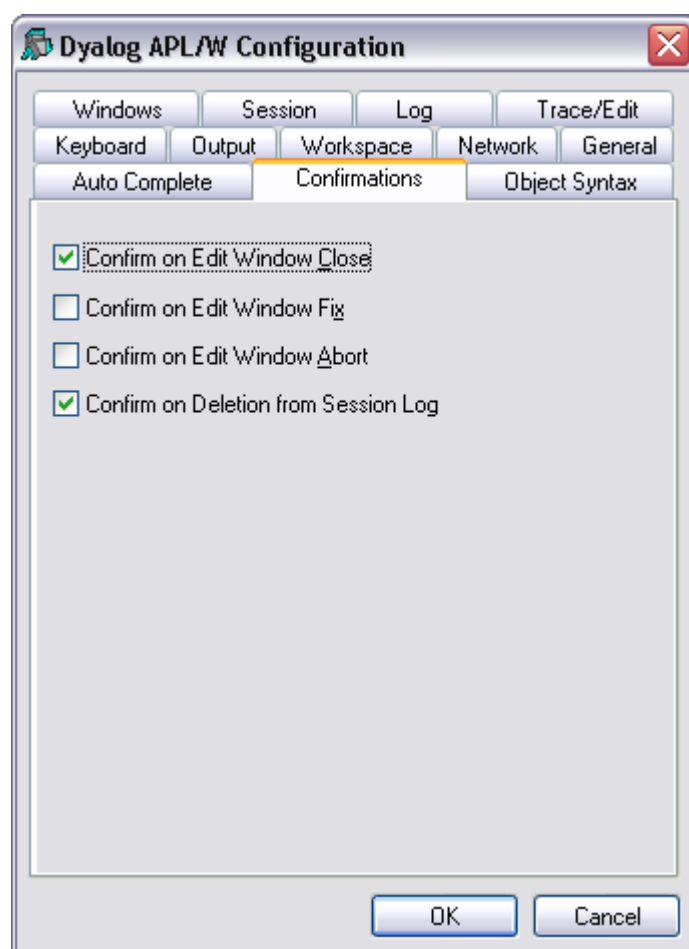 Dyalog APL/W Configuration
Windows Session Log Trace/Edit
Keyboard Output Workspace Network General
Auto Complete Confirmations Object Syntax
Confirm on Edit Window Close
Confirm on Edit Window Fix
Confirm on Edit Window Abort
Confirm on Deletion from Session Log
OK Cancel